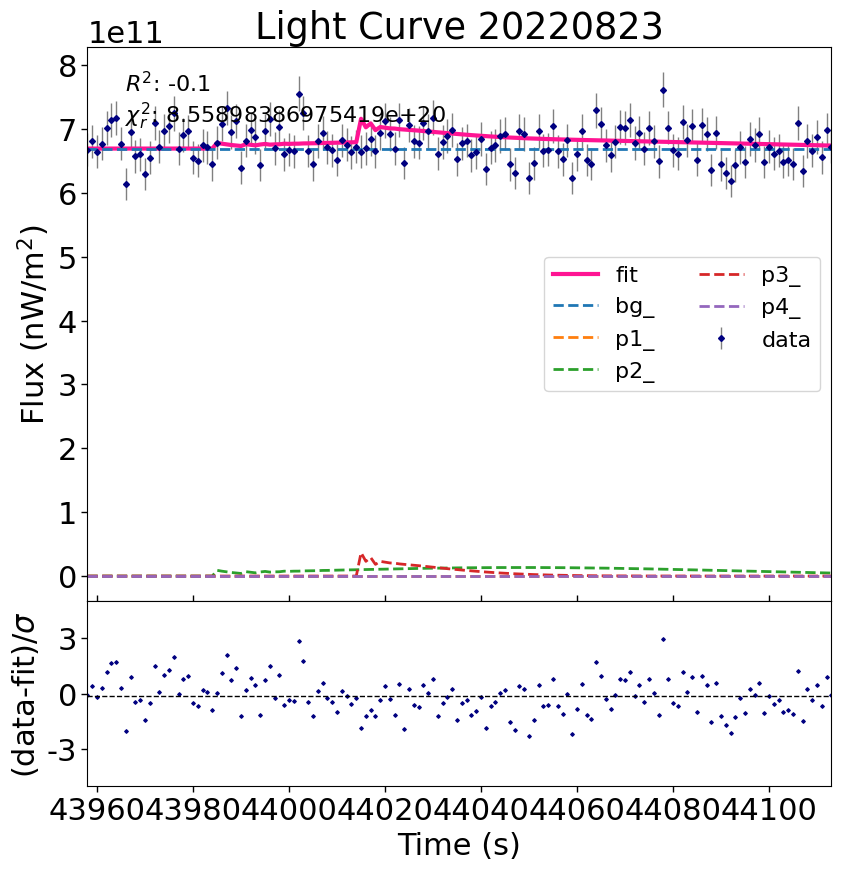 Light Curve 20220823
1e11
R²: -0.1
χ²ᵣ: 8.55898386975419e+20
8
7
6
5
4
3
2
1
0
Flux (nW/m²)
fit
bg_
p1_
p2_
p3_
p4_
data
3
0
-3
(data-fit)/σ
43960 43980 44000 44020 44040 44060 44080 44100
Time (s)